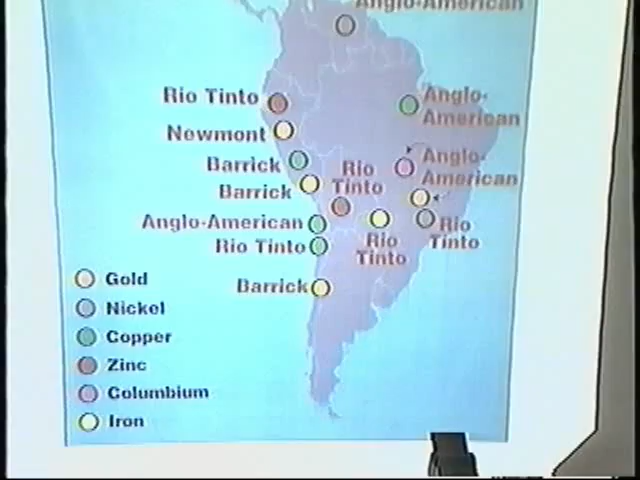 Anglo-American
Rio Tinto
Anglo-
American
Newmont
Barrick
Rio
Tinto
Anglo-
American
Barrick
Anglo-American
Rio Tinto
Rio
Tinto
Rio
Tinto
Barrick
Gold
Nickel
Copper
Zinc
Columbium
Iron